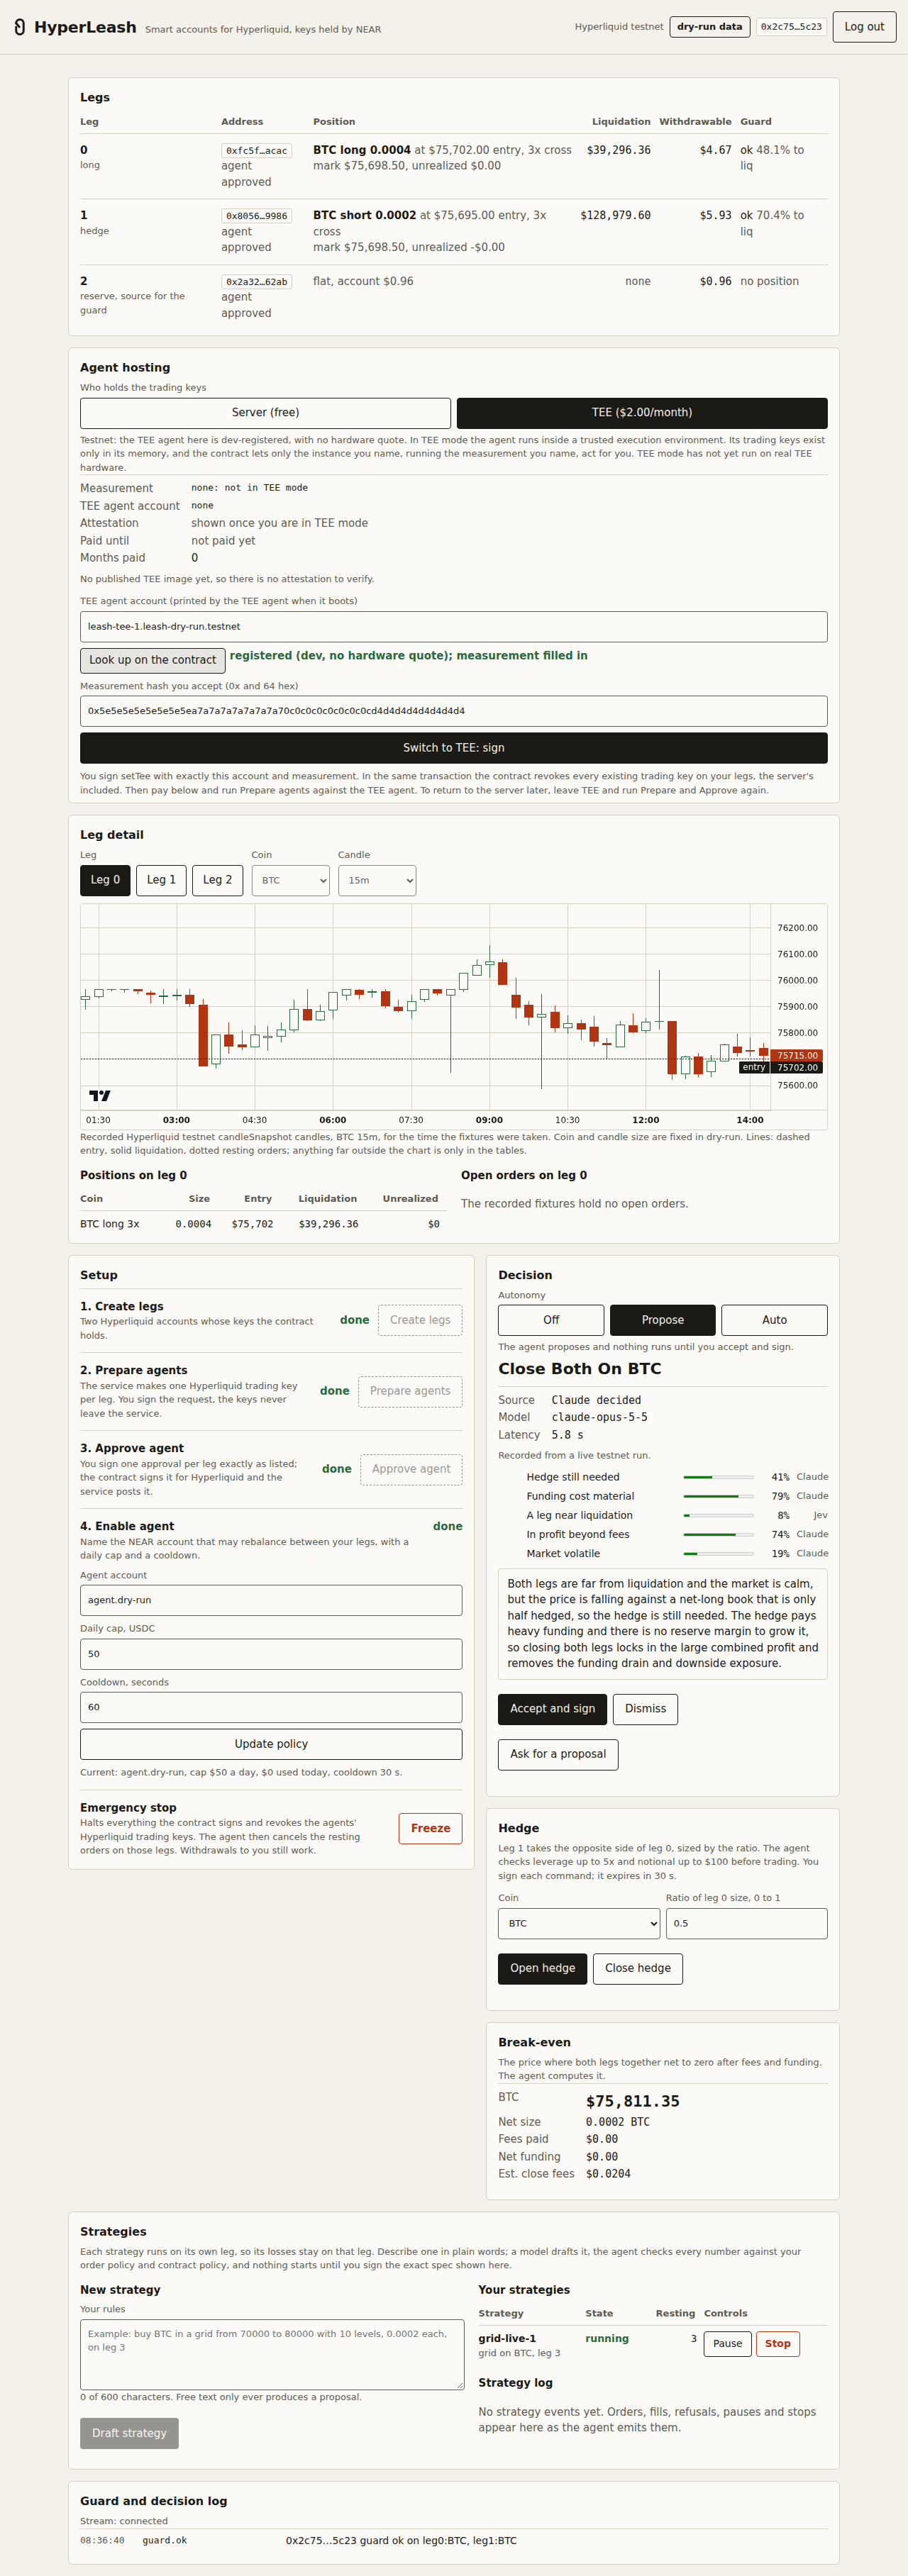 HyperLeash Smart accounts for Hyperliquid, keys held by NEAR
Hyperliquid testnet dry-run data 0x2c75…5c23 Log out
Legs
Leg Address Position Liquidation Withdrawable Guard
0
long
0xfc5f…acac
agent
approved
BTC long 0.0004 at $75,702.00 entry, 3x cross
mark $75,698.50, unrealized $0.00
$39,296.36 $4.67 ok 48.1% to
liq
1
hedge
0x8056…9986
agent
approved
BTC short 0.0002 at $75,695.00 entry, 3x
cross
mark $75,698.50, unrealized -$0.00
$128,979.60 $5.93 ok 70.4% to
liq
2
reserve, source for the
guard
0x2a32…62ab
agent
approved
flat, account $0.96 none $0.96 no position
Agent hosting
Who holds the trading keys
Server (free) TEE ($2.00/month)
Testnet: the TEE agent here is dev-registered, with no hardware quote. In TEE mode the agent runs inside a trusted execution environment. Its trading keys exist
only in its memory, and the contract lets only the instance you name, running the measurement you name, act for you. TEE mode has not yet run on real TEE
hardware.
Measurement none: not in TEE mode
TEE agent account none
Attestation shown once you are in TEE mode
Paid until not paid yet
Months paid 0
No published TEE image yet, so there is no attestation to verify.
TEE agent account (printed by the TEE agent when it boots)
leash-tee-1.leash-dry-run.testnet
Look up on the contract registered (dev, no hardware quote); measurement filled in
Measurement hash you accept (0x and 64 hex)
0x5e5e5e5e5e5e5e5ea7a7a7a7a7a7a7a70c0c0c0c0c0c0c0cd4d4d4d4d4d4d4d4
Switch to TEE: sign
You sign setTee with exactly this account and measurement. In the same transaction the contract revokes every existing trading key on your legs, the server's
included. Then pay below and run Prepare agents against the TEE agent. To return to the server later, leave TEE and run Prepare and Approve again.
Leg detail
Leg Coin Candle
Leg 0 Leg 1 Leg 2 BTC 15m
76200.00
76100.00
76000.00
75900.00
75800.00
75715.00
entry 75702.00
75600.00
01:30 03:00 04:30 06:00 07:30 09:00 10:30 12:00 14:00
Recorded Hyperliquid testnet candleSnapshot candles, BTC 15m, for the time the fixtures were taken. Coin and candle size are fixed in dry-run. Lines: dashed
entry, solid liquidation, dotted resting orders; anything far outside the chart is only in the tables.
Positions on leg 0
Coin Size Entry Liquidation Unrealized
BTC long 3x 0.0004 $75,702 $39,296.36 $0
Open orders on leg 0
The recorded fixtures hold no open orders.
Setup
1. Create legs
Two Hyperliquid accounts whose keys the contract
holds.
done Create legs
2. Prepare agents
The service makes one Hyperliquid trading key
per leg. You sign the request, the keys never
leave the service.
done Prepare agents
3. Approve agent
You sign one approval per leg exactly as listed;
the contract signs it for Hyperliquid and the
service posts it.
done Approve agent
4. Enable agent
Name the NEAR account that may rebalance between your legs, with a
daily cap and a cooldown.
done
Agent account
agent.dry-run
Daily cap, USDC
50
Cooldown, seconds
60
Update policy
Current: agent.dry-run, cap $50 a day, $0 used today, cooldown 30 s.
Emergency stop
Halts everything the contract signs and revokes the agents'
Hyperliquid trading keys. The agent then cancels the resting
orders on those legs. Withdrawals to you still work.
Freeze
Decision
Autonomy
Off Propose Auto
The agent proposes and nothing runs until you accept and sign.
Close Both On BTC
Source Claude decided
Model claude-opus-5-5
Latency 5.8 s
Recorded from a live testnet run.
Hedge still needed 41% Claude
Funding cost material 79% Claude
A leg near liquidation 8% Jev
In profit beyond fees 74% Claude
Market volatile 19% Claude
Both legs are far from liquidation and the market is calm,
but the price is falling against a net-long book that is only
half hedged, so the hedge is still needed. The hedge pays
heavy funding and there is no reserve margin to grow it,
so closing both legs locks in the large combined profit and
removes the funding drain and downside exposure.
Accept and sign Dismiss
Ask for a proposal
Hedge
Leg 1 takes the opposite side of leg 0, sized by the ratio. The agent
checks leverage up to 5x and notional up to $100 before trading. You
sign each command; it expires in 30 s.
Coin Ratio of leg 0 size, 0 to 1
BTC 0.5
Open hedge Close hedge
Break-even
The price where both legs together net to zero after fees and funding.
The agent computes it.
BTC $75,811.35
Net size 0.0002 BTC
Fees paid $0.00
Net funding $0.00
Est. close fees $0.0204
Strategies
Each strategy runs on its own leg, so its losses stay on that leg. Describe one in plain words; a model drafts it, the agent checks every number against your
order policy and contract policy, and nothing starts until you sign the exact spec shown here.
New strategy
Your rules
Example: buy BTC in a grid from 70000 to 80000 with 10 levels, 0.0002 each,
on leg 3
0 of 600 characters. Free text only ever produces a proposal.
Draft strategy
Your strategies
Strategy State Resting Controls
grid-live-1
grid on BTC, leg 3
running 3 Pause Stop
Strategy log
No strategy events yet. Orders, fills, refusals, pauses and stops
appear here as the agent emits them.
Guard and decision log
Stream: connected
08:36:40 guard.ok 0x2c75…5c23 guard ok on leg0:BTC, leg1:BTC